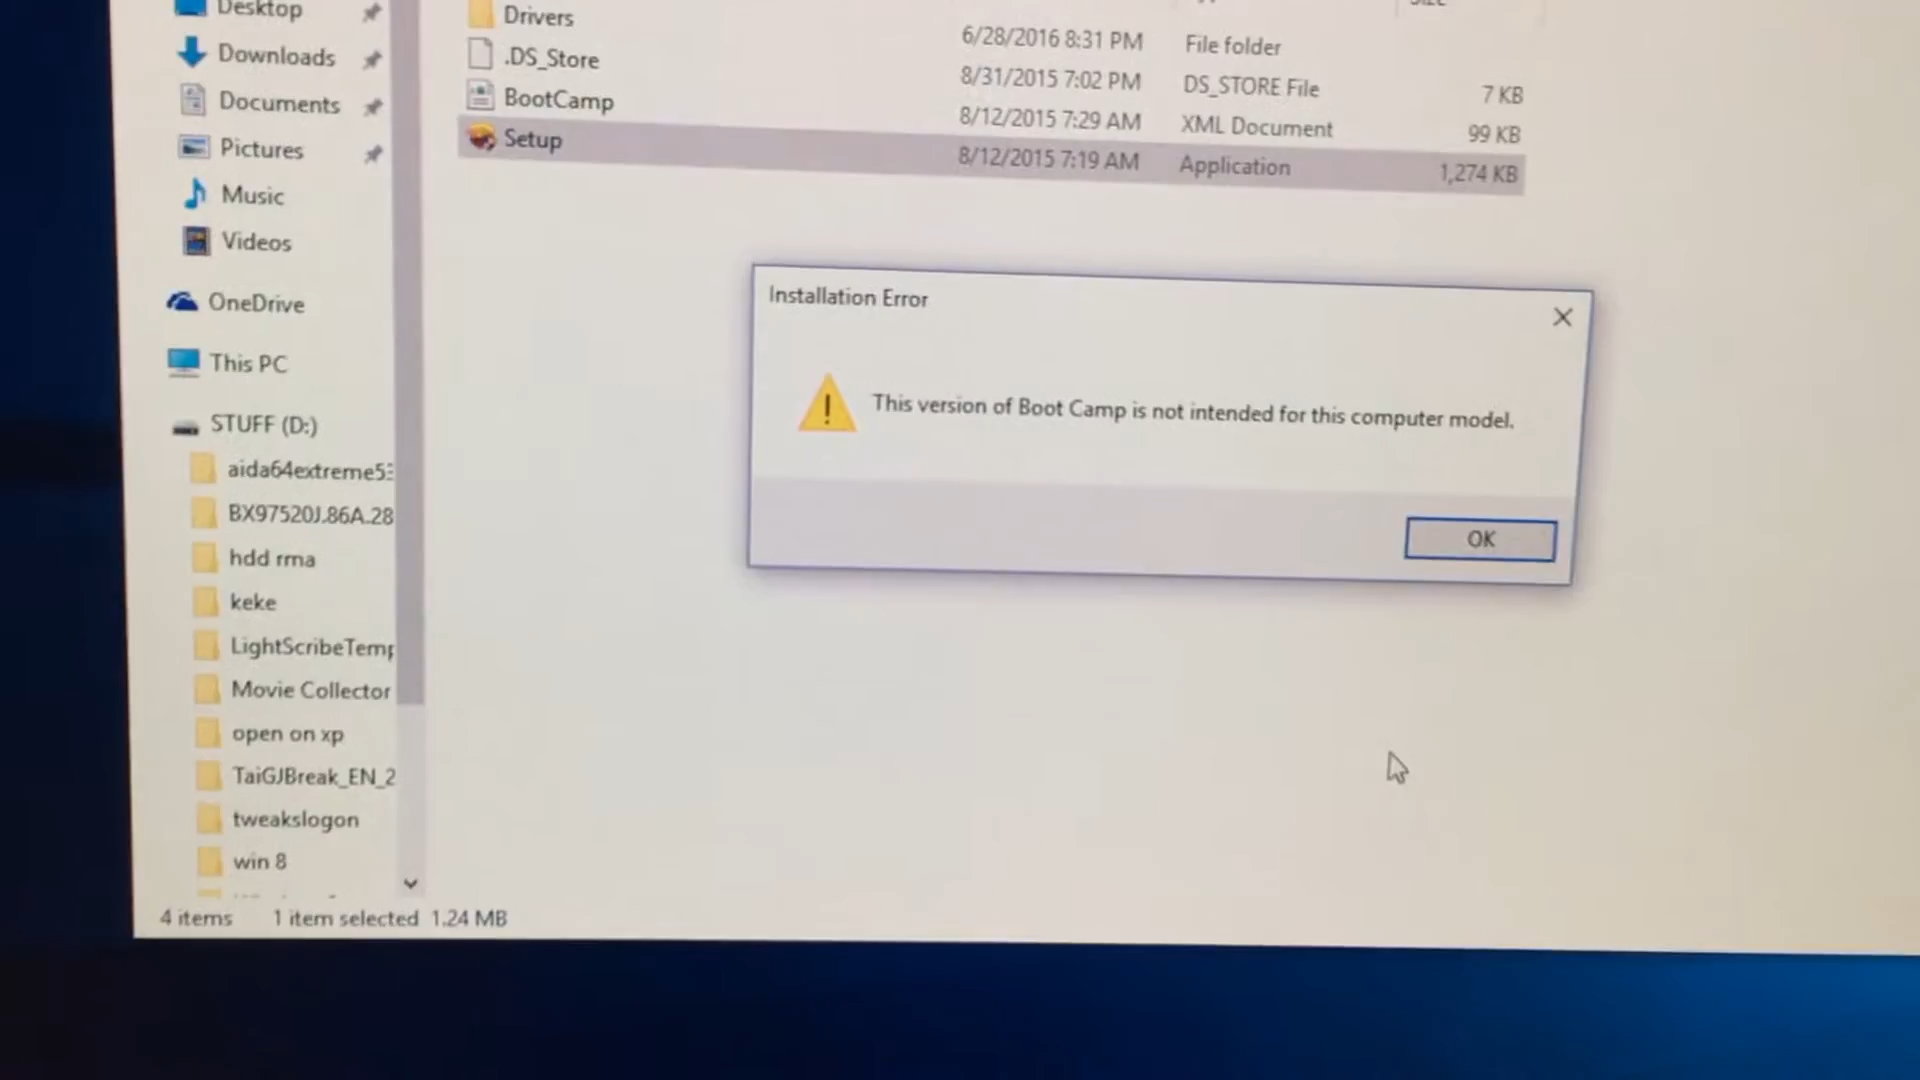 Desktop
Downloads
Documents
Pictures
Music
Videos
OneDrive
This PC
STUFF (D:)
aida64extreme53
BX97520J.86A.28
hdd rma
keke
LightScribeTemp
Movie Collector
open on xp
TaiGJBreak_EN_2
tweakslogon
win 8
Drivers 6/28/2016 8:31 PM File folder
.DS_Store 8/31/2015 7:02 PM DS_STORE File 7 KB
BootCamp 8/12/2015 7:29 AM XML Document 99 KB
Setup 8/12/2015 7:19 AM Application 1,274 KB
Installation Error
This version of Boot Camp is not intended for this computer model.
OK
4 items 1 item selected 1.24 MB